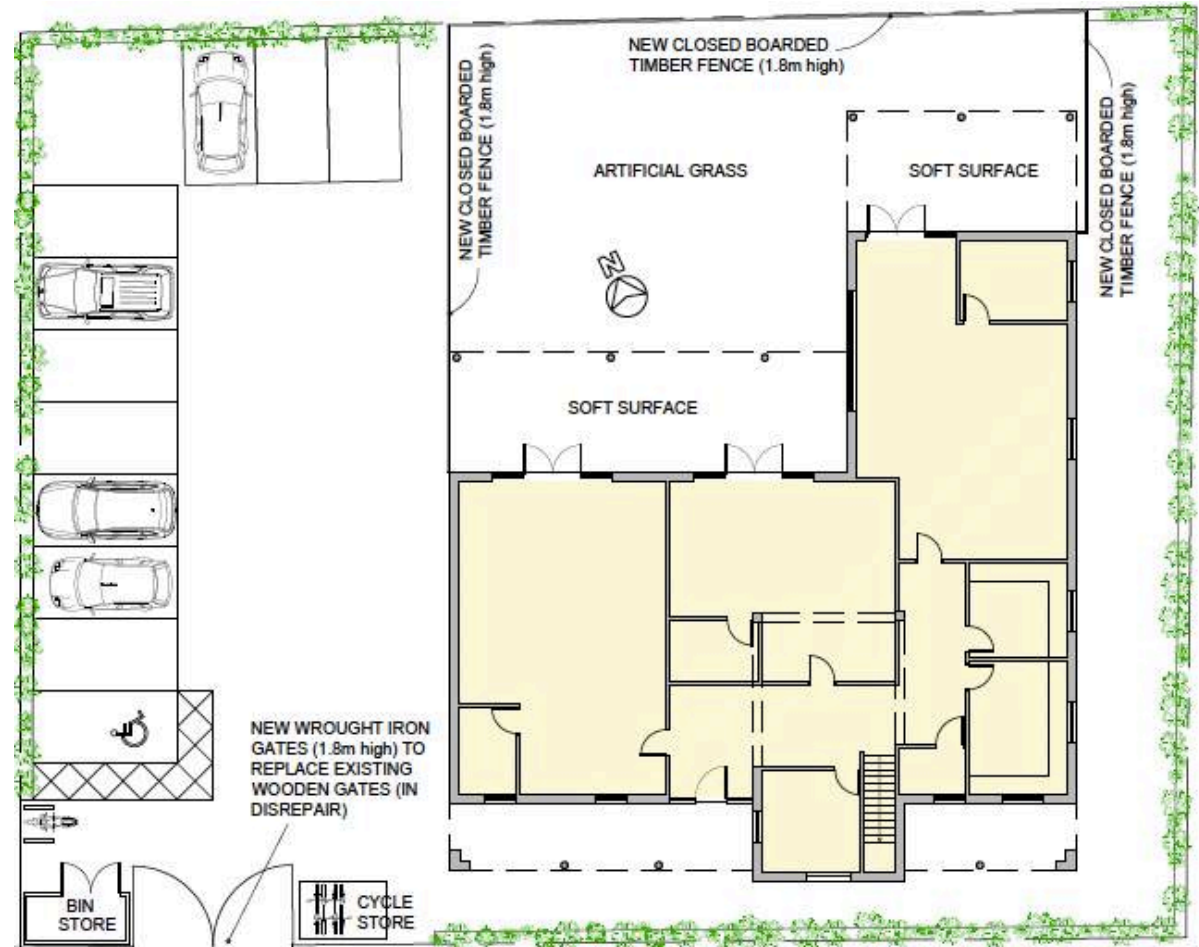 NEW CLOSED BOARDED
TIMBER FENCE (1.8m high)
NEW CLOSED BOARDED
TIMBER FENCE (1.8m high)
NEW CLOSED BOARDED
TIMBER FENCE (1.8m high)
ARTIFICIAL GRASS
SOFT SURFACE
N
SOFT SURFACE
NEW WROUGHT IRON
GATES (1.8m high) TO
REPLACE EXISTING
WOODEN GATES (IN
DISREPAIR)
BIN
STORE
CYCLE
STORE